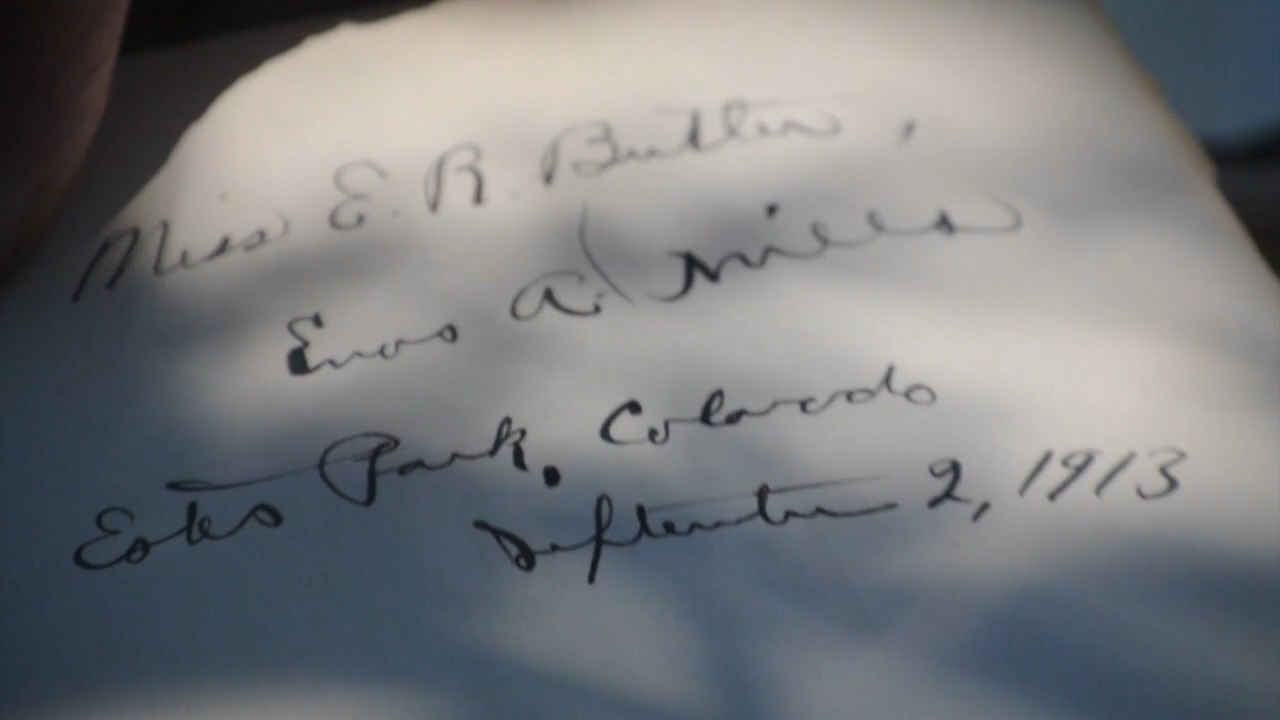 Miss E. R. Butler,
Enos A. Mills
Estes Park, Colorado
September 2, 1913